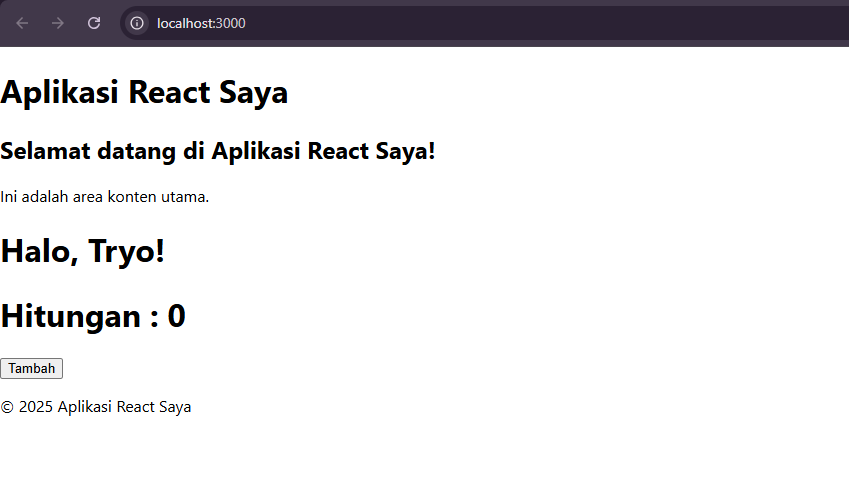 localhost:3000
Aplikasi React Saya
Selamat datang di Aplikasi React Saya!
Ini adalah area konten utama.
Halo, Tryo!
Hitungan : 0
Tambah
© 2025 Aplikasi React Saya